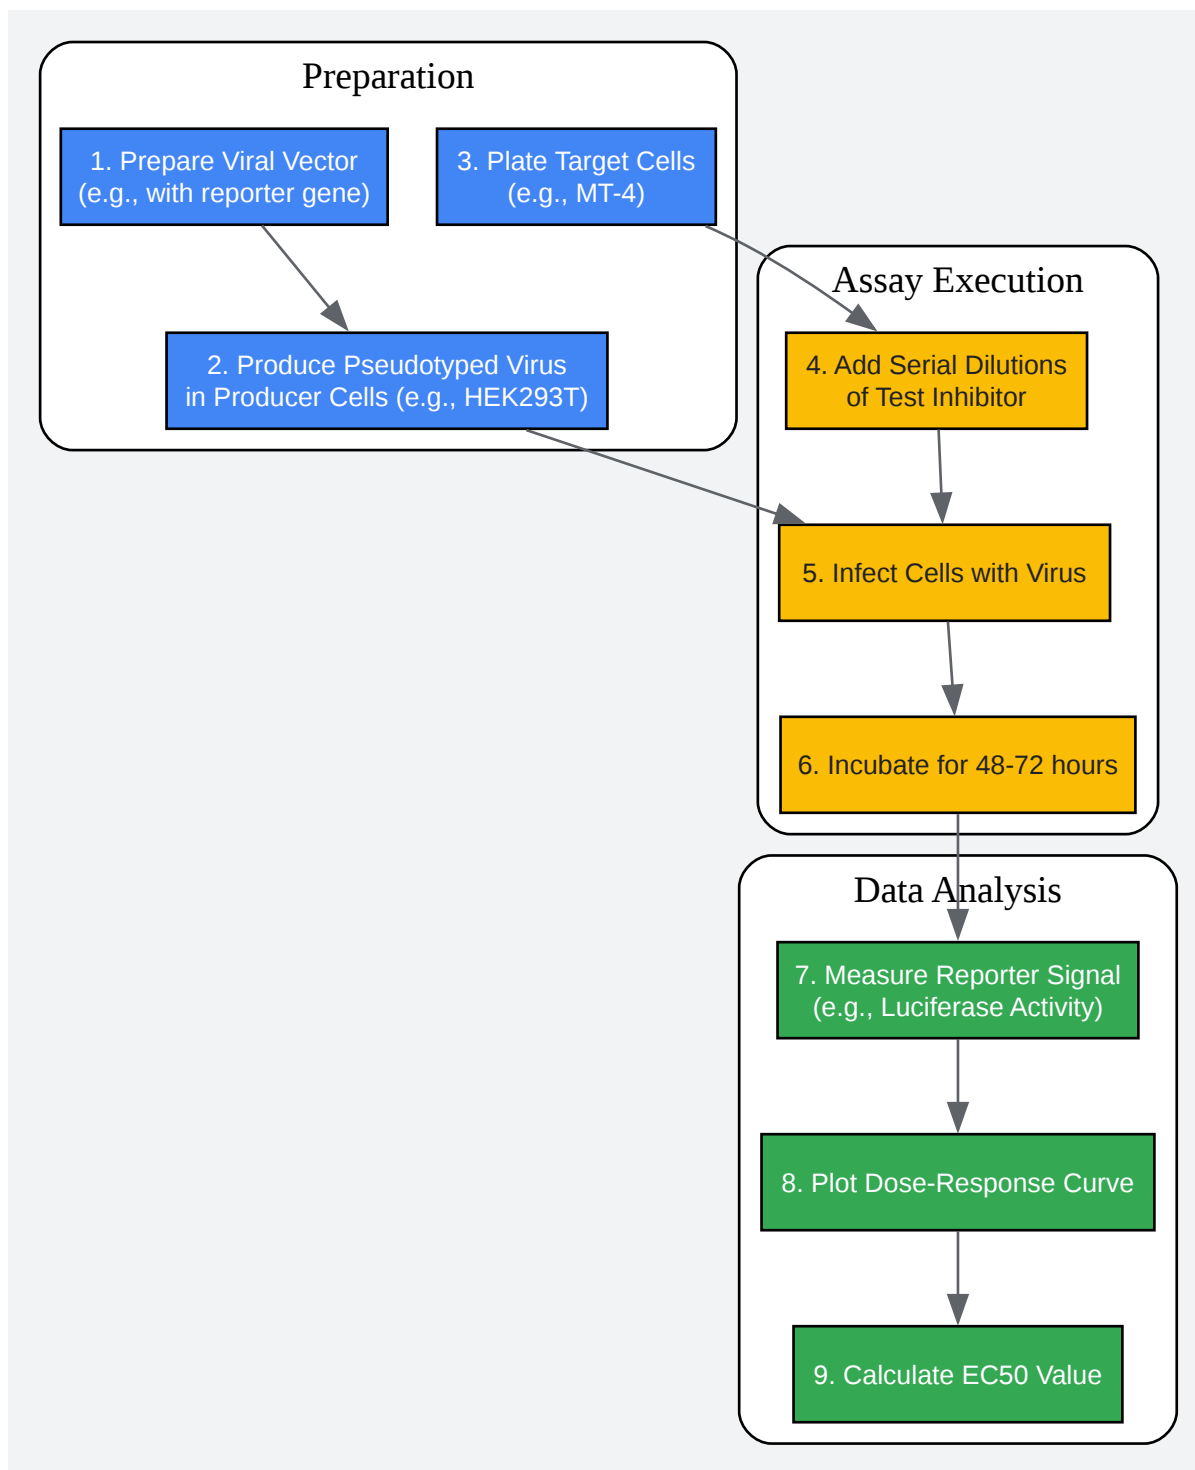 Preparation
1. Prepare Viral Vector
(e.g., with reporter gene)
3. Plate Target Cells
(e.g., MT-4)
2. Produce Pseudotyped Virus
in Producer Cells (e.g., HEK293T)
Assay Execution
4. Add Serial Dilutions
of Test Inhibitor
5. Infect Cells with Virus
6. Incubate for 48-72 hours
Data Analysis
7. Measure Reporter Signal
(e.g., Luciferase Activity)
8. Plot Dose-Response Curve
9. Calculate EC50 Value